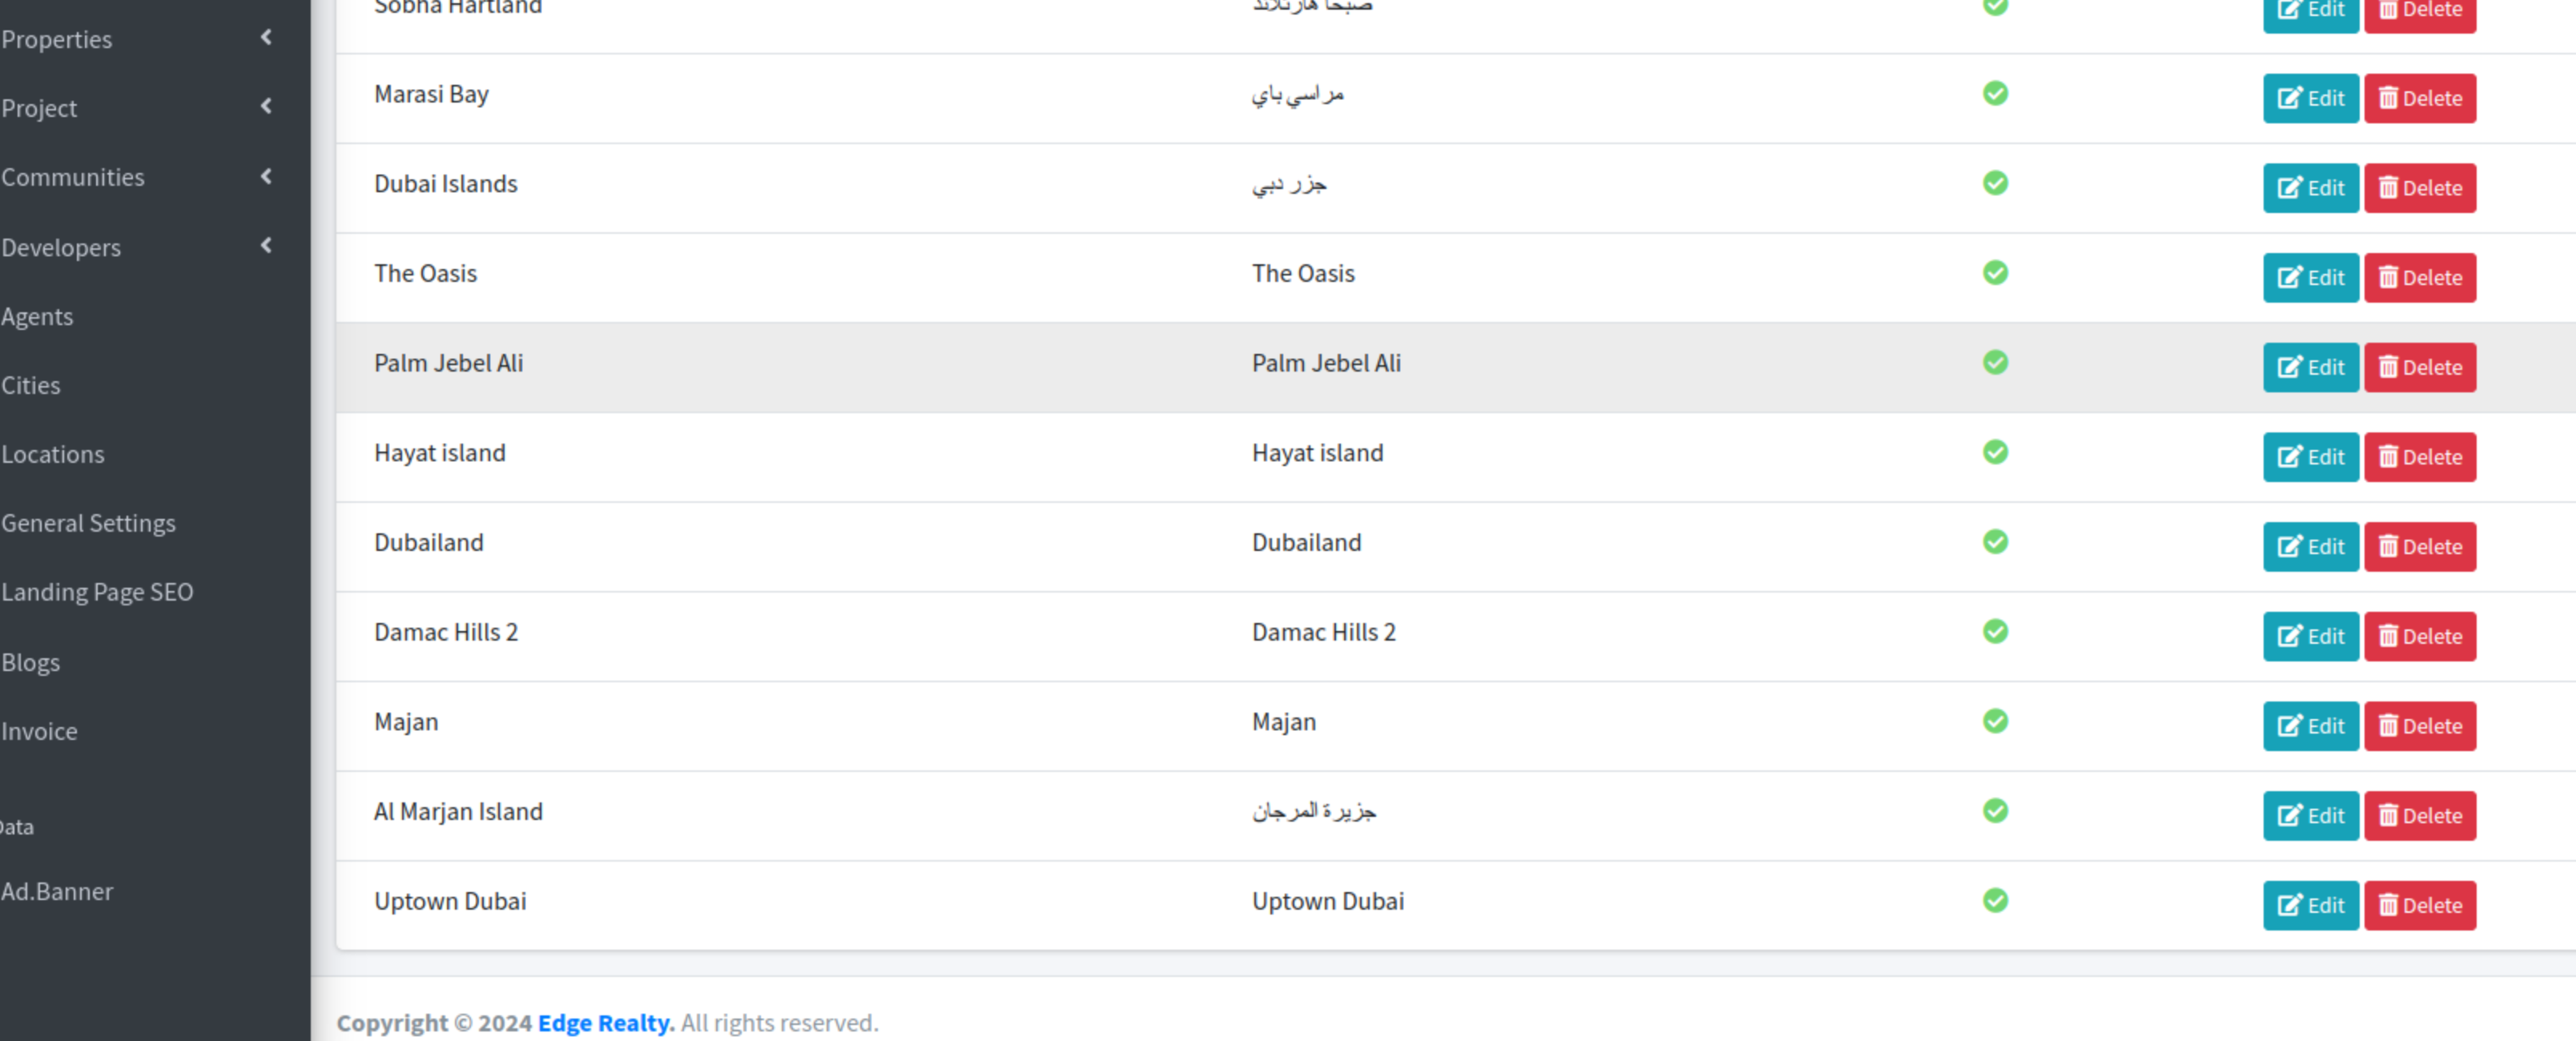 Properties
Project
Communities
Developers
Agents
Cities
Locations
General Settings
Landing Page SEO
Blogs
Invoice
Data
Ad.Banner
Sobha Hartland صبحا هارتلاند Edit Delete
Marasi Bay مراسي باي Edit Delete
Dubai Islands جزر دبي Edit Delete
The Oasis The Oasis Edit Delete
Palm Jebel Ali Palm Jebel Ali Edit Delete
Hayat island Hayat island Edit Delete
Dubailand Dubailand Edit Delete
Damac Hills 2 Damac Hills 2 Edit Delete
Majan Majan Edit Delete
Al Marjan Island جزيرة المرجان Edit Delete
Uptown Dubai Uptown Dubai Edit Delete
Copyright © 2024 Edge Realty. All rights reserved.